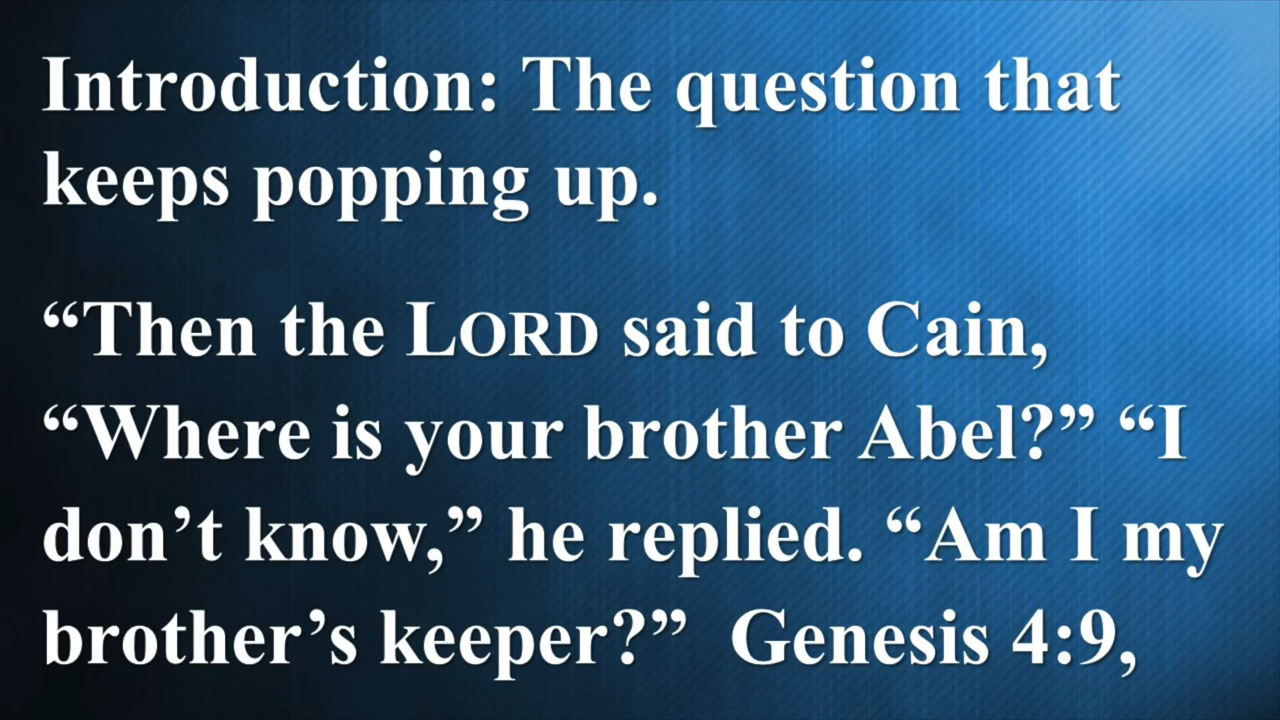 Introduction: The question that
keeps popping up.
“Then the LORD said to Cain,
“Where is your brother Abel?” “I
don’t know,” he replied. “Am I my
brother’s keeper?”  Genesis 4:9,